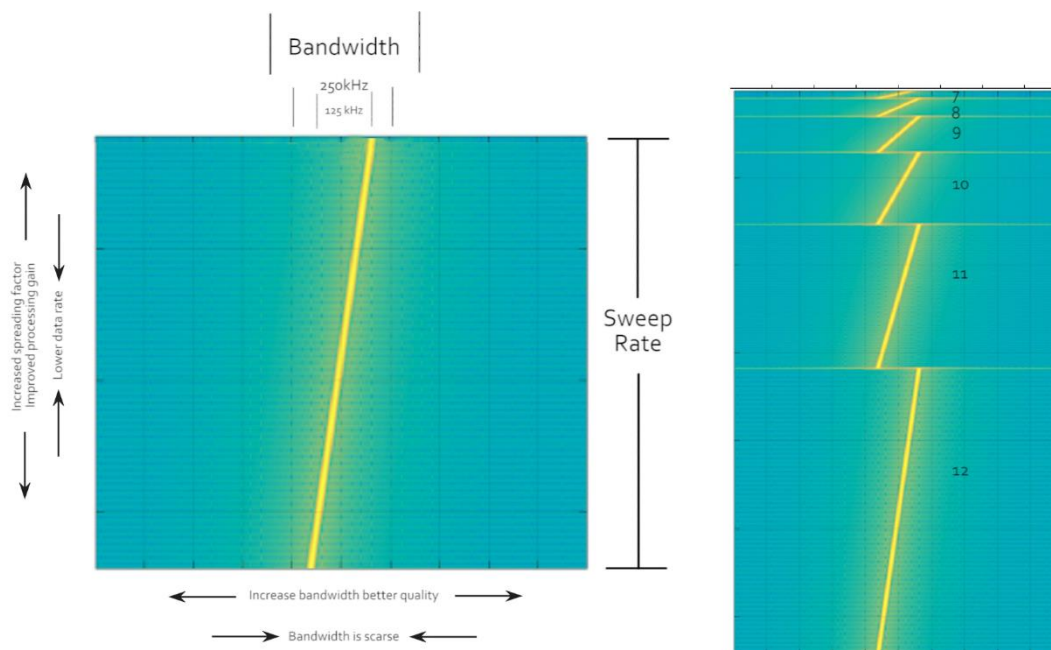 Bandwidth
250kHz
125 kHz
Increased spreading factor
Improved processing gain
Lower data rate
Sweep
Rate
Increase bandwidth better quality
Bandwidth is scarse
7
8
9
10
11
12